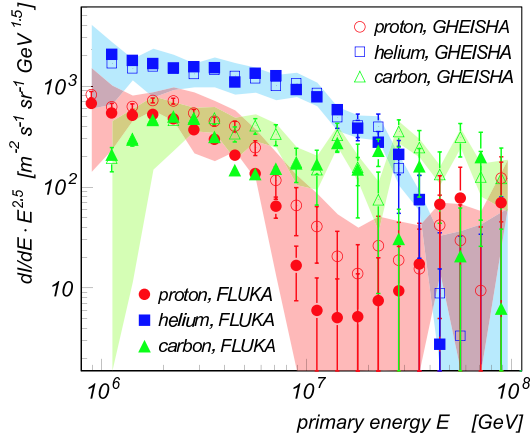 proton, GHEISHA
helium, GHEISHA
carbon, GHEISHA
dI/dE · E^2.5 [m^−2 s^−1 sr^−1 GeV^1.5]
10^3
10^2
10
proton, FLUKA
helium, FLUKA
carbon, FLUKA
10^6
10^7
10^8
primary energy E [GeV]